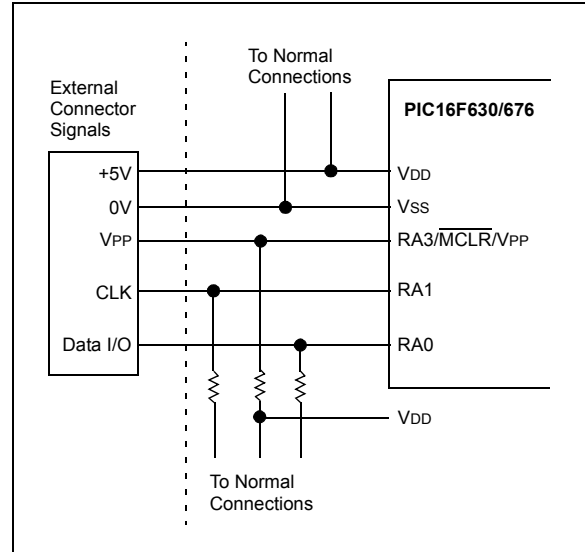 To Normal
Connections
External
Connector
Signals
PIC16F630/676
+5V
VDD
0V
VSS
VPP
RA3/MCLR/VPP
CLK
RA1
Data I/O
RA0
VDD
To Normal
Connections